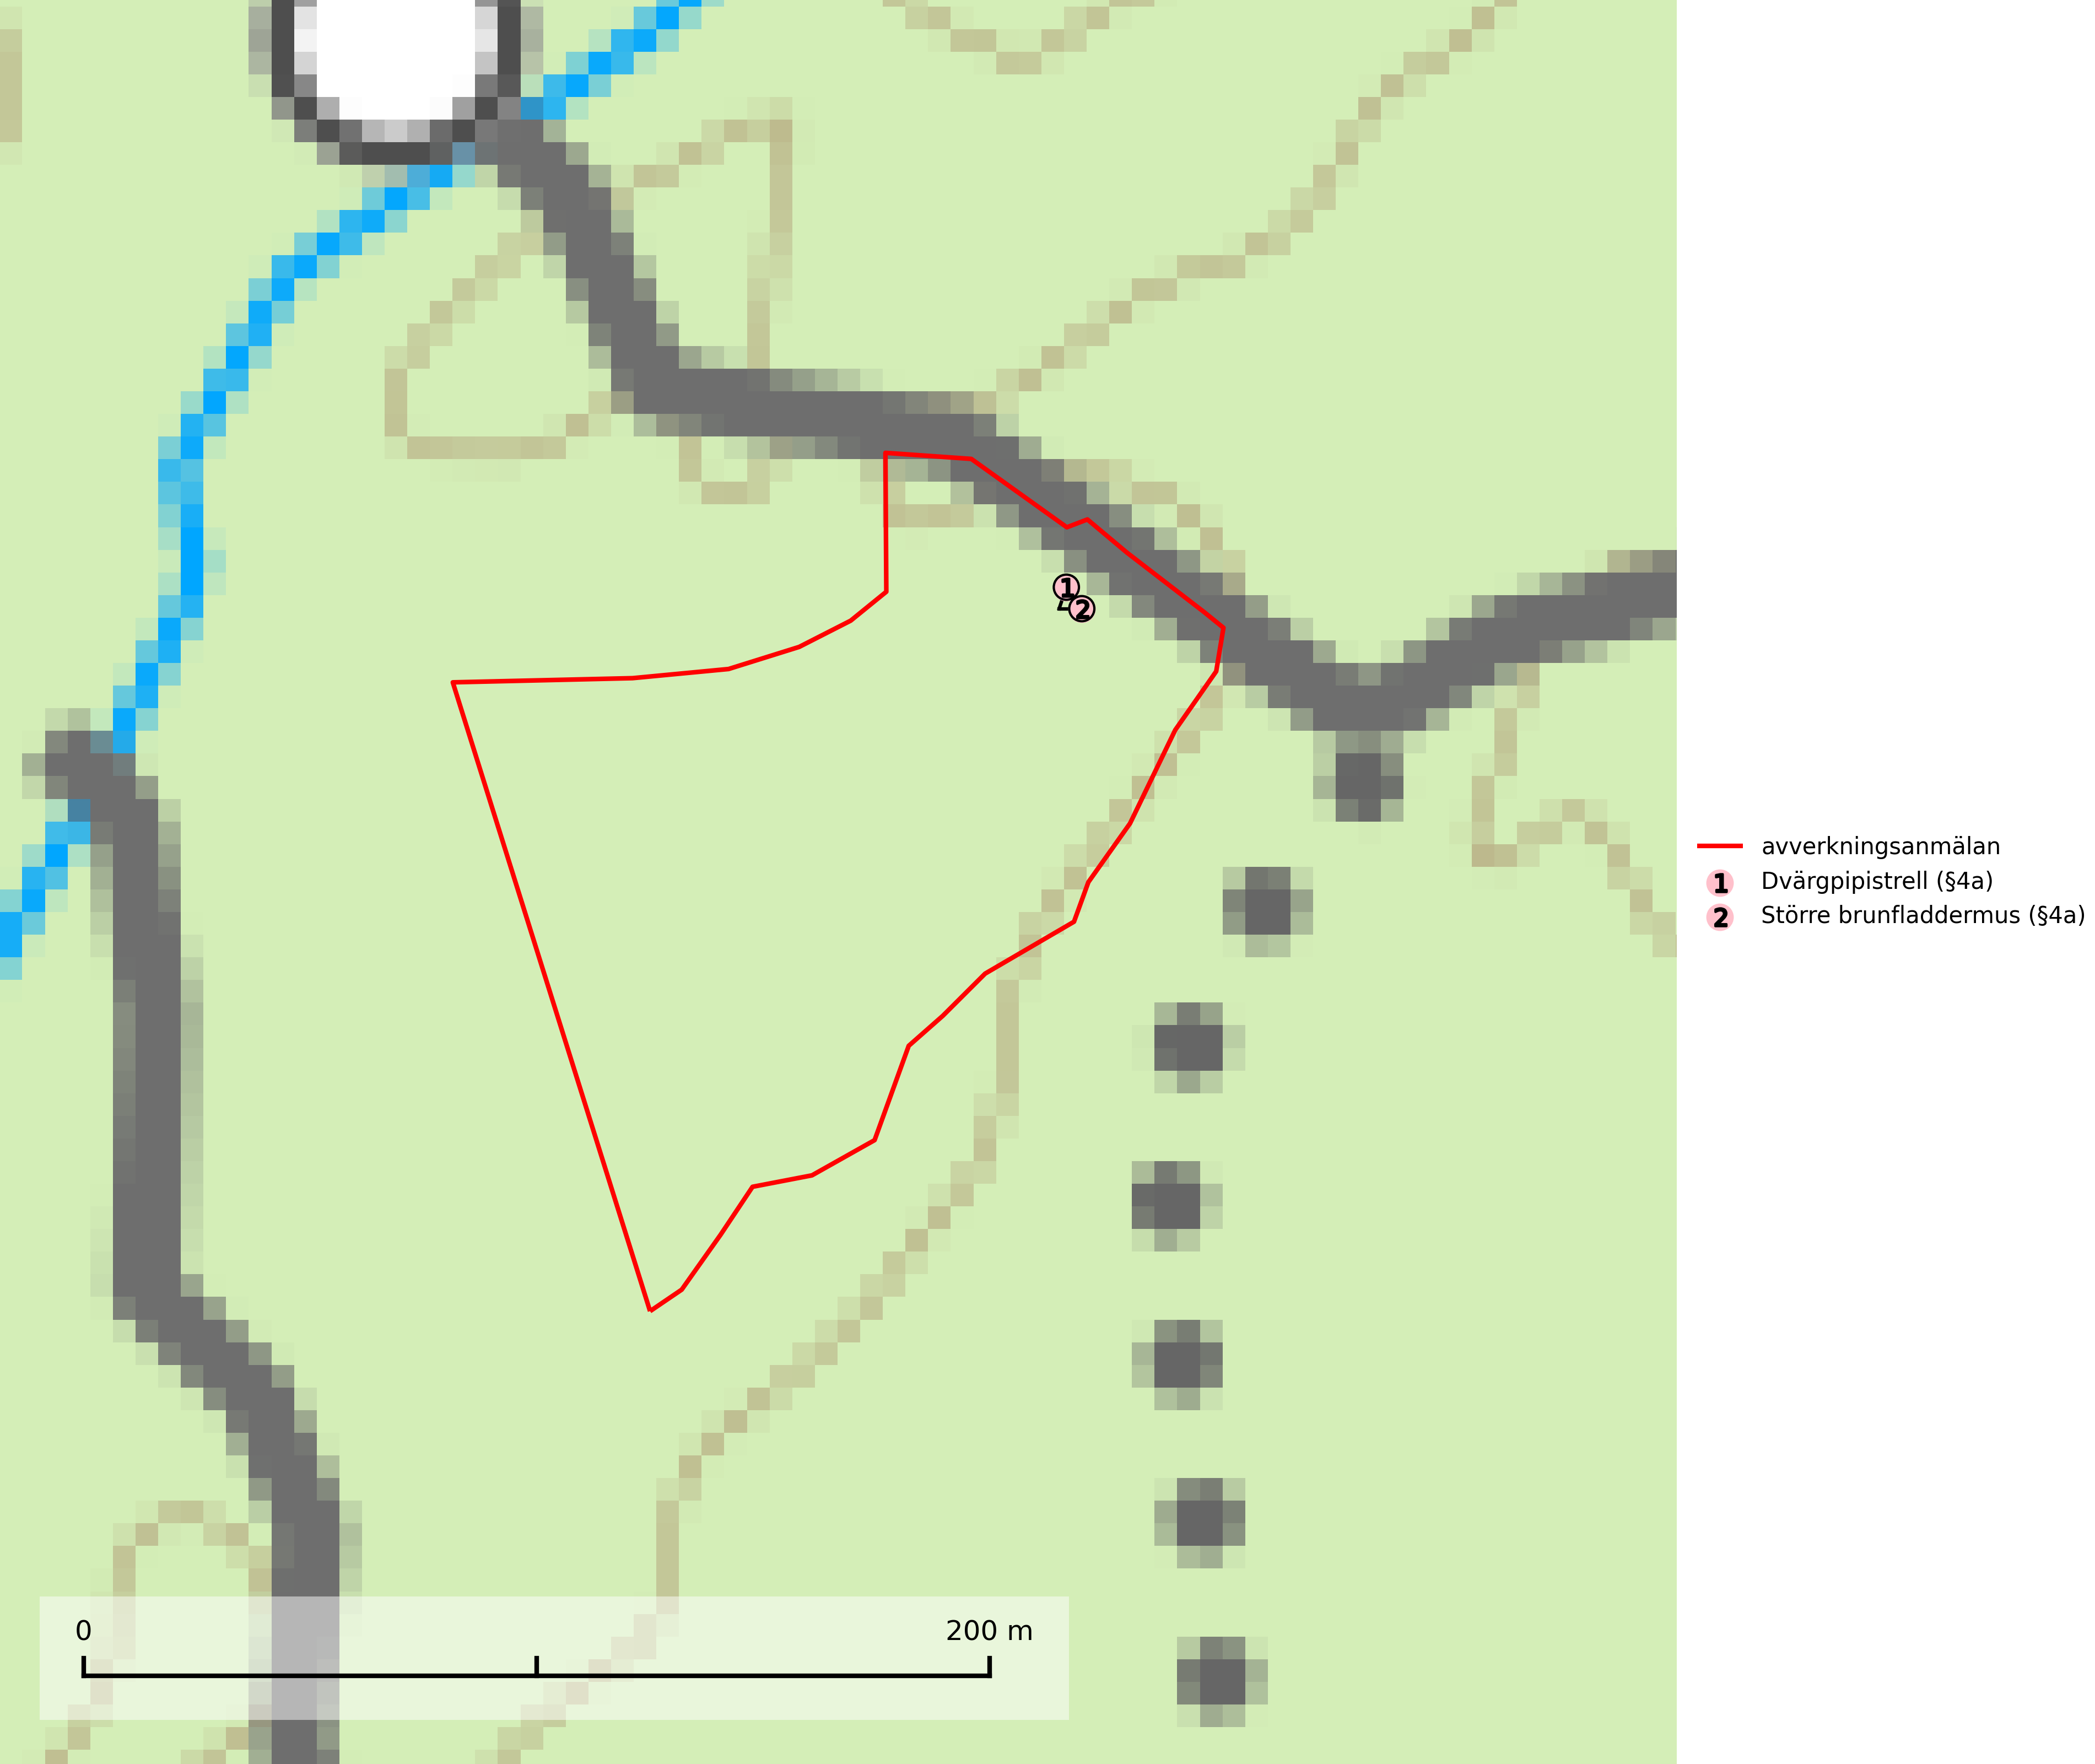 1
2
avverkningsanmälan
1 Dvärgpipistrell (§4a)
2 Större brunfladdermus (§4a)
0 200 m